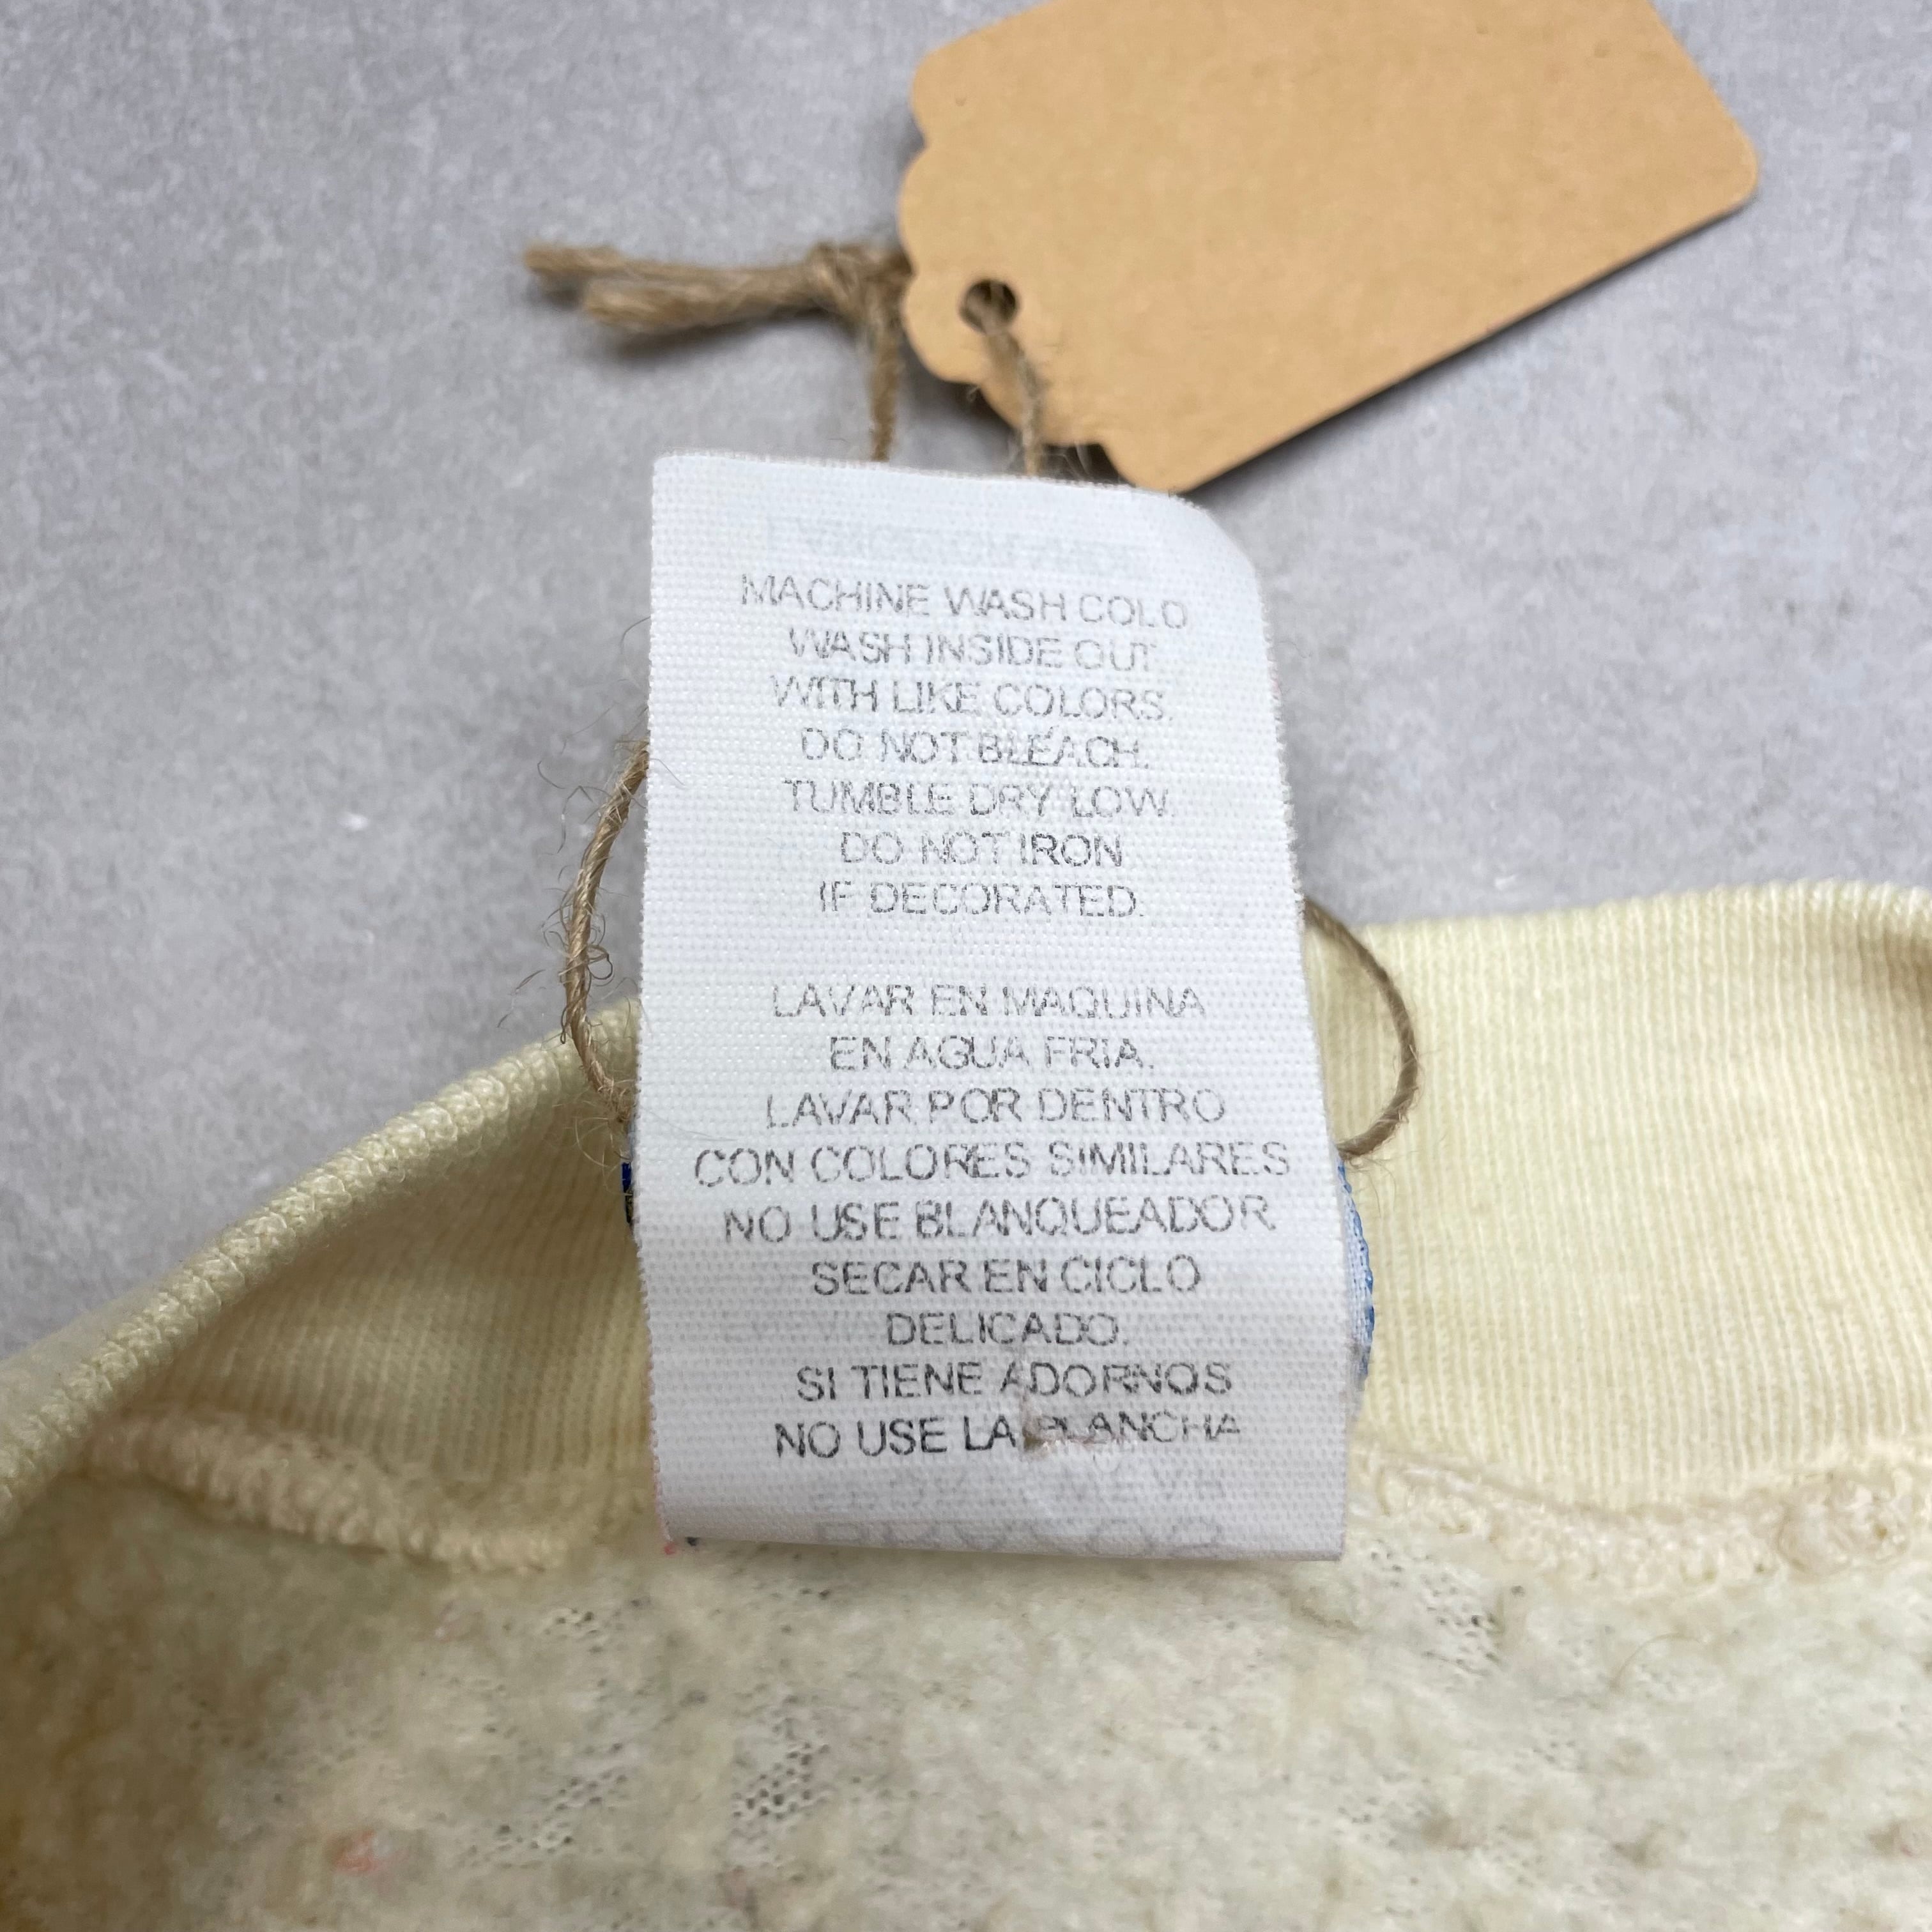 MACHINE WASH COLD
WASH INSIDE OUT
WITH LIKE COLORS.
DO NOT BLEACH.
TUMBLE DRY LOW.
DO NOT IRON
IF DECORATED.
LAVAR EN MAQUINA
EN AGUA FRIA.
LAVAR POR DENTRO
CON COLORES SIMILARES
NO USE BLANQUEADOR.
SECAR EN CICLO
DELICADO.
SI TIENE ADORNOS
NO USE LA PLANCHA